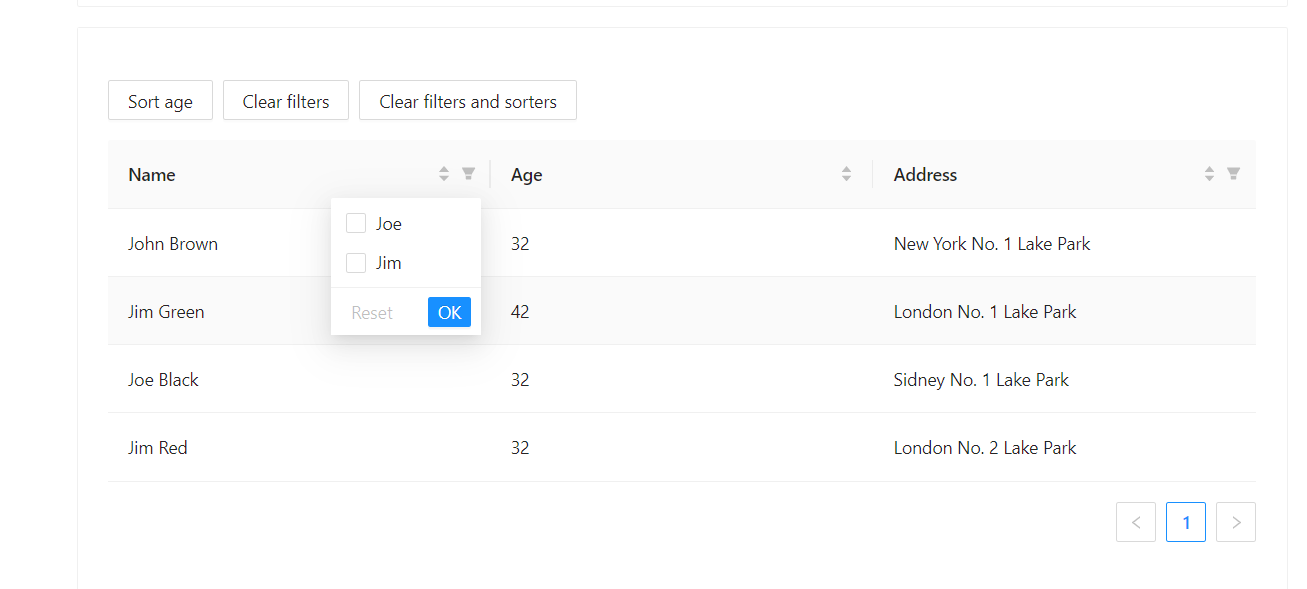 Sort age Clear filters Clear filters and sorters
Name Age Address
Joe
John Brown 32 New York No. 1 Lake Park
Jim
Jim Green Reset OK 42 London No. 1 Lake Park
Joe Black 32 Sidney No. 1 Lake Park
Jim Red 32 London No. 2 Lake Park
< 1 >